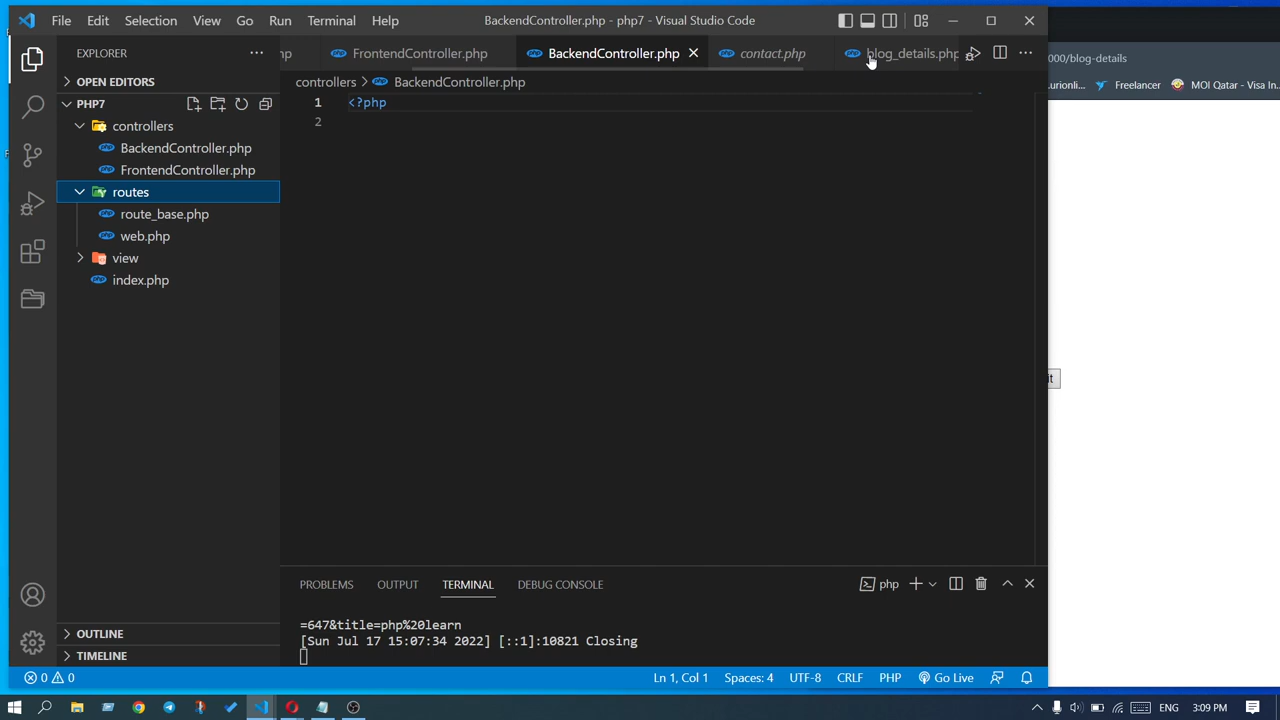 File Edit Selection View Go Run Terminal Help
BackendController.php - php7 - Visual Studio Code
EXPLORER
hp
FrontendController.php
BackendController.php
contact.php
blog_details.php
000/blog-details
OPEN EDITORS
controllers BackendController.php
.urionli...
Freelancer
MOI Qatar - Visa In...
PHP7
1 <?php
2
controllers
BackendController.php
FrontendController.php
routes
route_base.php
web.php
view
index.php
it
PROBLEMS OUTPUT TERMINAL DEBUG CONSOLE
php
=647&title=php%20learn
[Sun Jul 17 15:07:34 2022] [::1]:10821 Closing
OUTLINE
TIMELINE
0 0
Ln 1, Col 1 Spaces: 4 UTF-8 CRLF PHP Go Live
ENG 3:09 PM